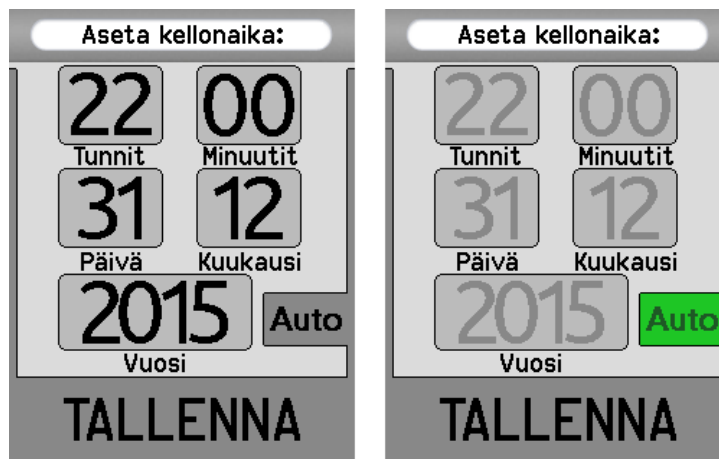 Aseta kellonaika:
22 00
Tunnit Minuutit
31 12
Päivä Kuukausi
2015 Auto
Vuosi
TALLENNA
Aseta kellonaika:
22 00
Tunnit Minuutit
31 12
Päivä Kuukausi
2015 Auto
Vuosi
TALLENNA